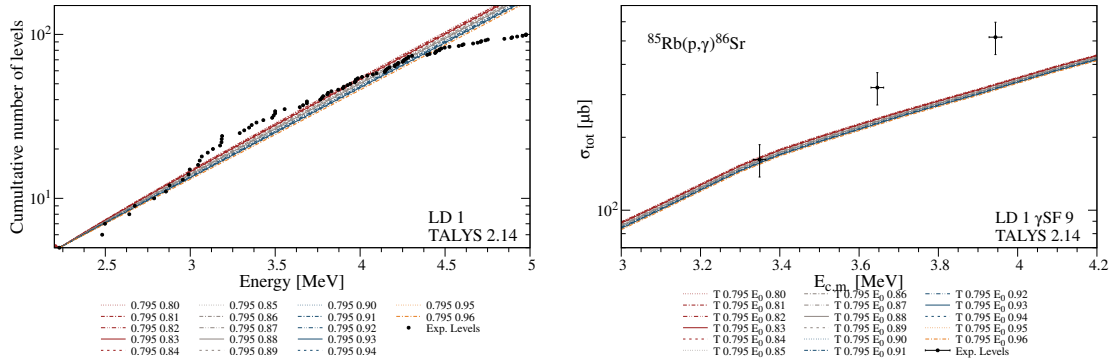 Cumultative number of levels
10²
10¹
2.5 3 3.5 4 4.5 5
Energy [MeV]
LD 1
TALYS 2.14
0.795 0.80 0.795 0.85 0.795 0.90 0.795 0.95
0.795 0.81 0.795 0.86 0.795 0.91 0.795 0.96
0.795 0.82 0.795 0.87 0.795 0.92 Exp. Levels
0.795 0.83 0.795 0.88 0.795 0.93
0.795 0.84 0.795 0.89 0.795 0.94
⁸⁵Rb(p,γ)⁸⁶Sr
σtot [μb]
10²
LD 1 γSF 9
TALYS 2.14
3 3.2 3.4 3.6 3.8 4 4.2
Ec.m. [MeV]
T 0.795 E₀ 0.80 T 0.795 E₀ 0.86 T 0.795 E₀ 0.92
T 0.795 E₀ 0.81 T 0.795 E₀ 0.87 T 0.795 E₀ 0.93
T 0.795 E₀ 0.82 T 0.795 E₀ 0.88 T 0.795 E₀ 0.94
T 0.795 E₀ 0.83 T 0.795 E₀ 0.89 T 0.795 E₀ 0.95
T 0.795 E₀ 0.84 T 0.795 E₀ 0.90 T 0.795 E₀ 0.96
T 0.795 E₀ 0.85 T 0.795 E₀ 0.91 Exp. Levels